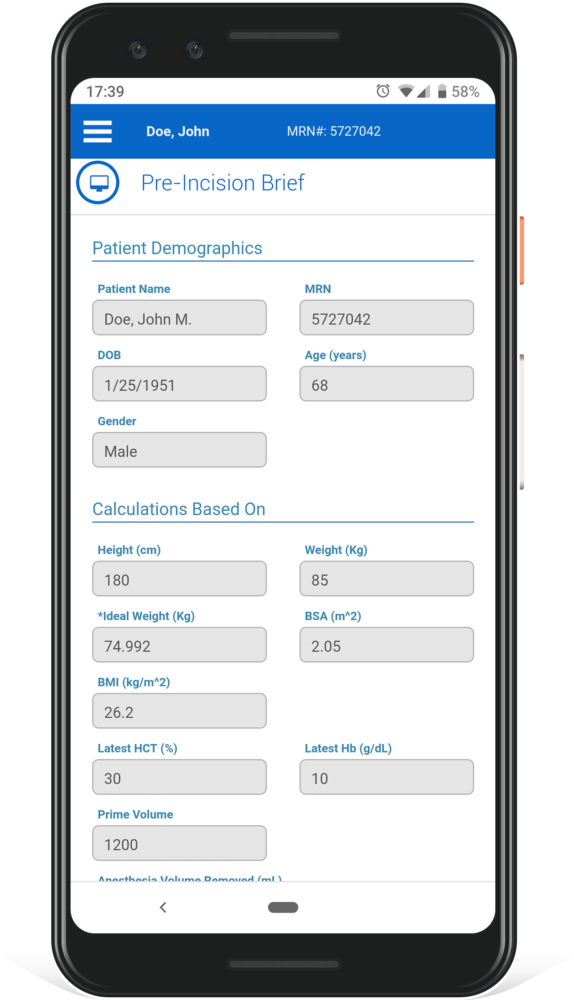 17:39 58%
Doe, John MRN#: 5727042
Pre-Incision Brief
Patient Demographics
Patient Name MRN
Doe, John M. 5727042
DOB Age (years)
1/25/1951 68
Gender
Male
Calculations Based On
Height (cm) Weight (Kg)
180 85
*Ideal Weight (Kg) BSA (m^2)
74.992 2.05
BMI (kg/m^2)
26.2
Latest HCT (%) Latest Hb (g/dL)
30 10
Prime Volume
1200
Anesthesia Volume Removed (mL)